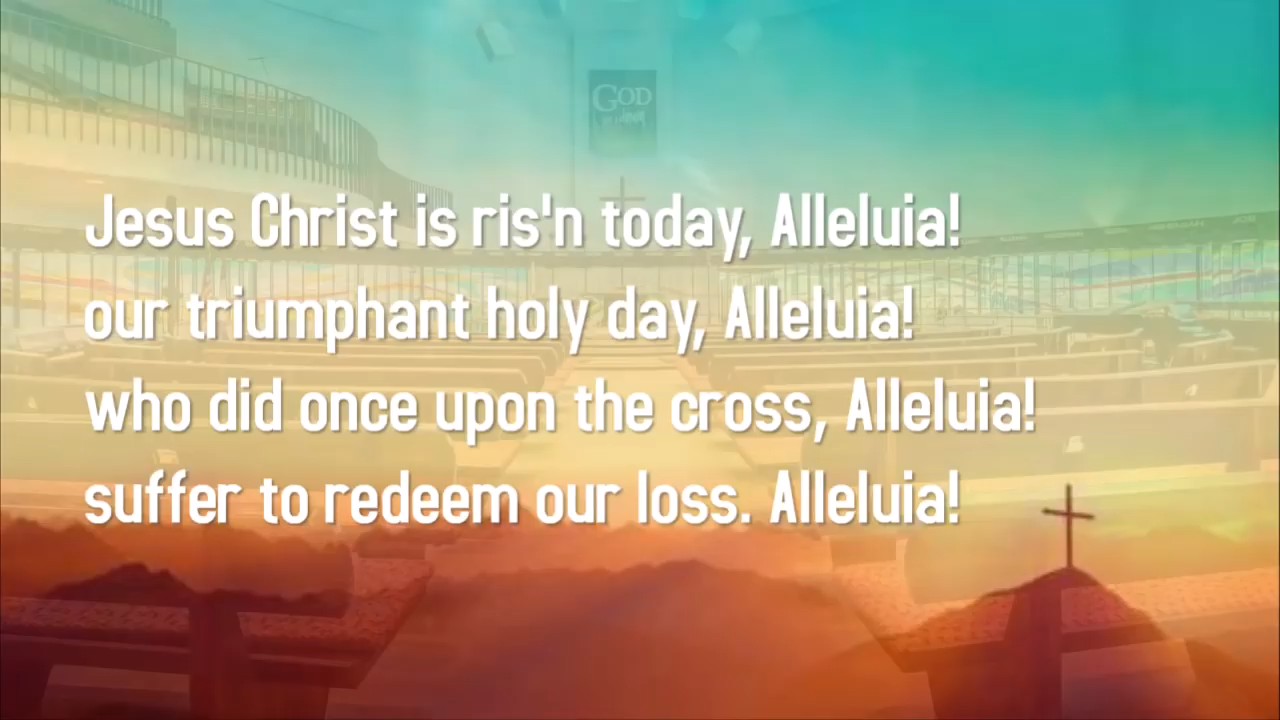 GOD
Jesus Christ is ris'n today, Alleluia!
our triumphant holy day, Alleluia!
who did once upon the cross, Alleluia!
suffer to redeem our loss. Alleluia!